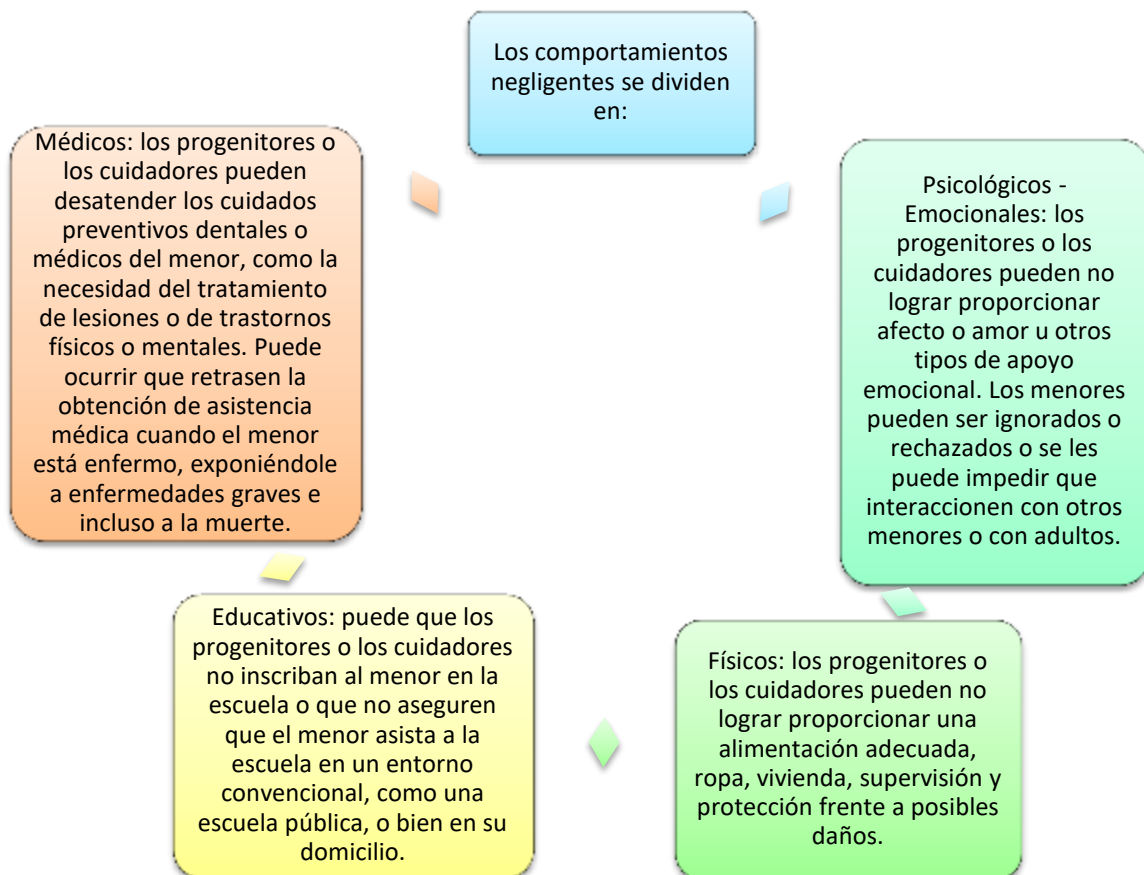 Los comportamientos
negligentes se dividen
en:
Psicológicos -
Emocionales: los
progenitores o los
cuidadores pueden no
lograr proporcionar
afecto o amor u otros
tipos de apoyo
emocional. Los menores
pueden ser ignorados o
rechazados o se les
puede impedir que
interaccionen con otros
menores o con adultos.
Físicos: los progenitores o
los cuidadores pueden no
lograr proporcionar una
alimentación adecuada,
ropa, vivienda, supervisión y
protección frente a posibles
daños.
Educativos: puede que los
progenitores o los cuidadores
no inscriban al menor en la
escuela o que no aseguren
que el menor asista a la
escuela en un entorno
convencional, como una
escuela pública, o bien en su
domicilio.
Médicos: los progenitores o
los cuidadores pueden
desatender los cuidados
preventivos dentales o
médicos del menor, como la
necesidad del tratamiento
de lesiones o de trastornos
físicos o mentales. Puede
ocurrir que retrasen la
obtención de asistencia
médica cuando el menor
está enfermo, exponiéndole
a enfermedades graves e
incluso a la muerte.